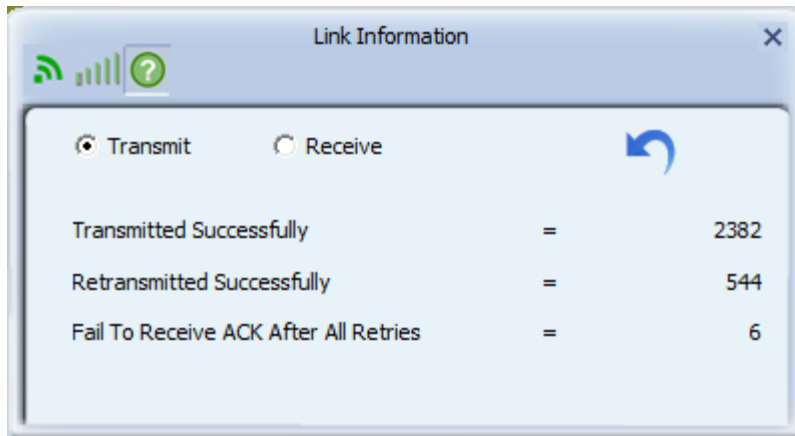 Link Information
Transmit Receive
Transmitted Successfully = 2382
Retransmitted Successfully = 544
Fail To Receive ACK After All Retries = 6